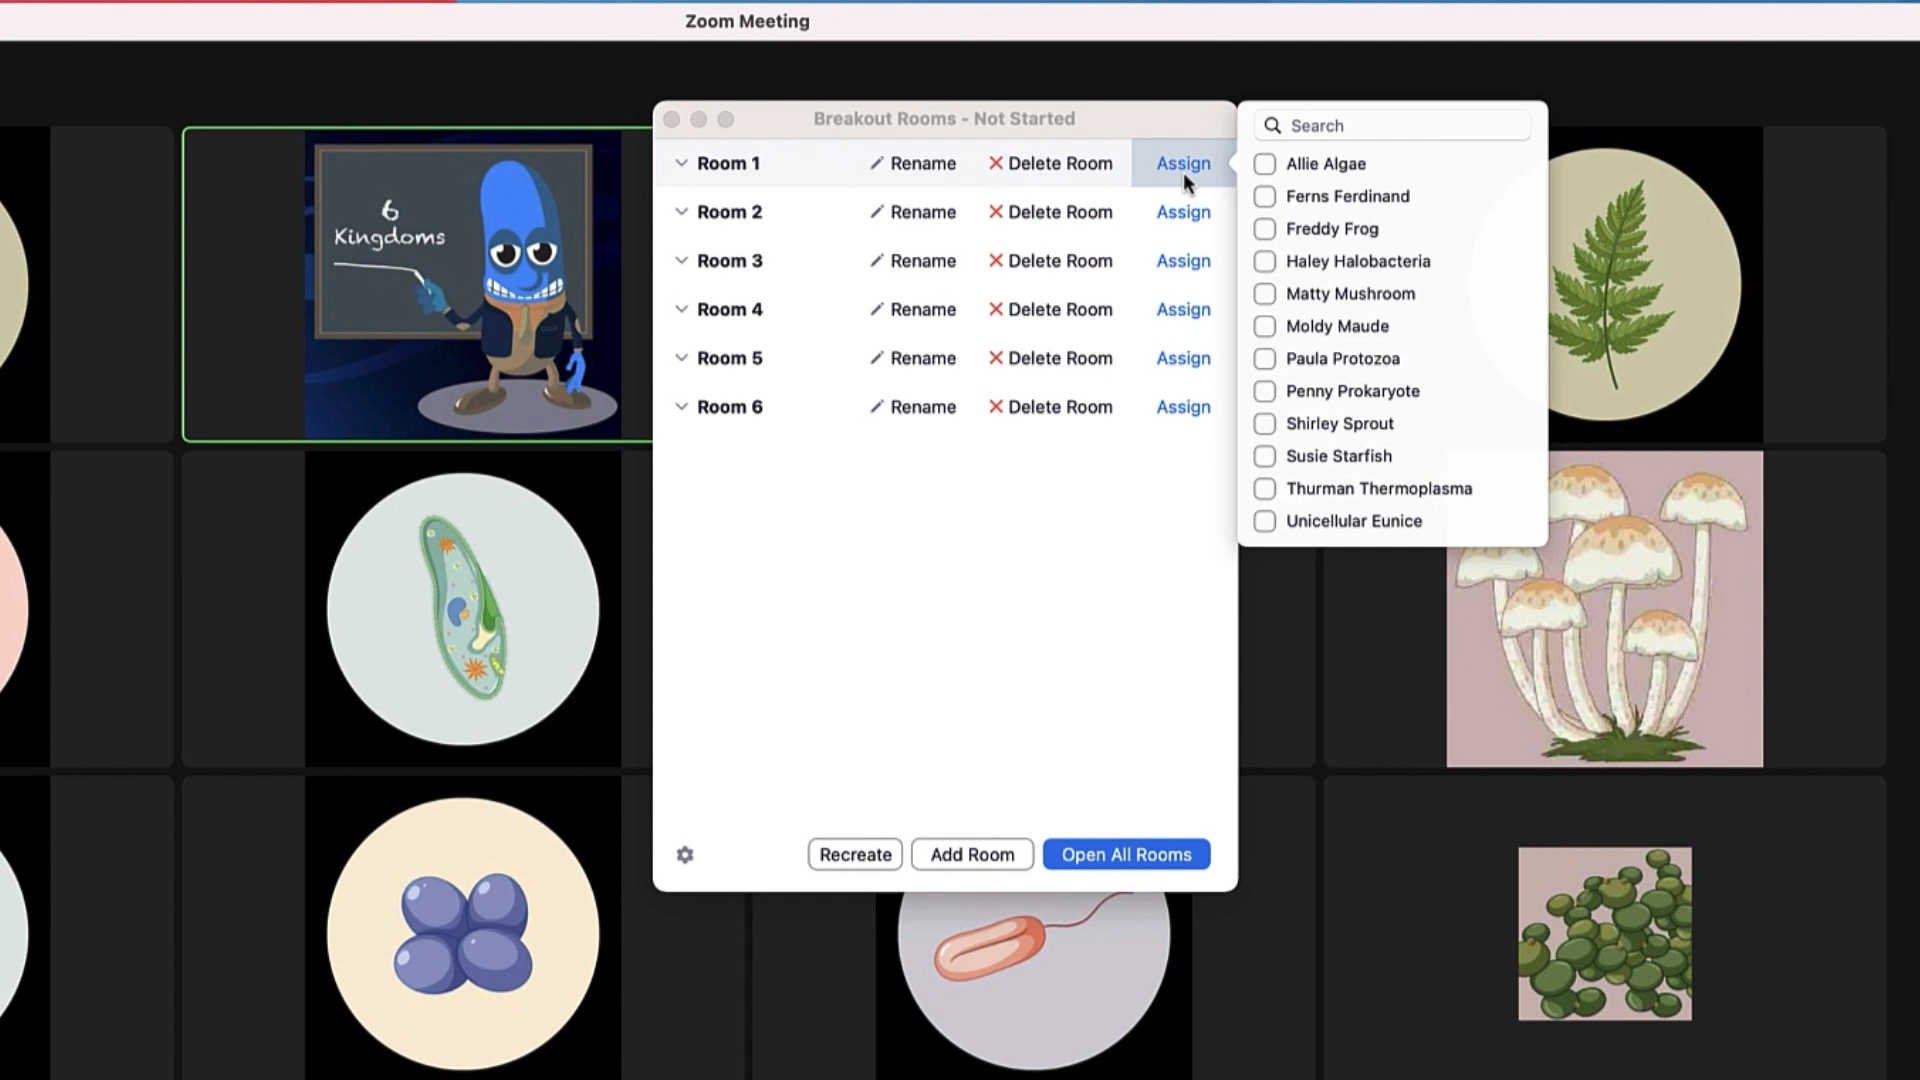 Zoom Meeting
6
Kingdoms
Breakout Rooms - Not Started
Room 1 Rename Delete Room Assign
Room 2 Rename Delete Room Assign
Room 3 Rename Delete Room Assign
Room 4 Rename Delete Room Assign
Room 5 Rename Delete Room Assign
Room 6 Rename Delete Room Assign
Recreate Add Room Open All Rooms
Search
Allie Algae
Ferns Ferdinand
Freddy Frog
Haley Halobacteria
Matty Mushroom
Moldy Maude
Paula Protozoa
Penny Prokaryote
Shirley Sprout
Susie Starfish
Thurman Thermoplasma
Unicellular Eunice